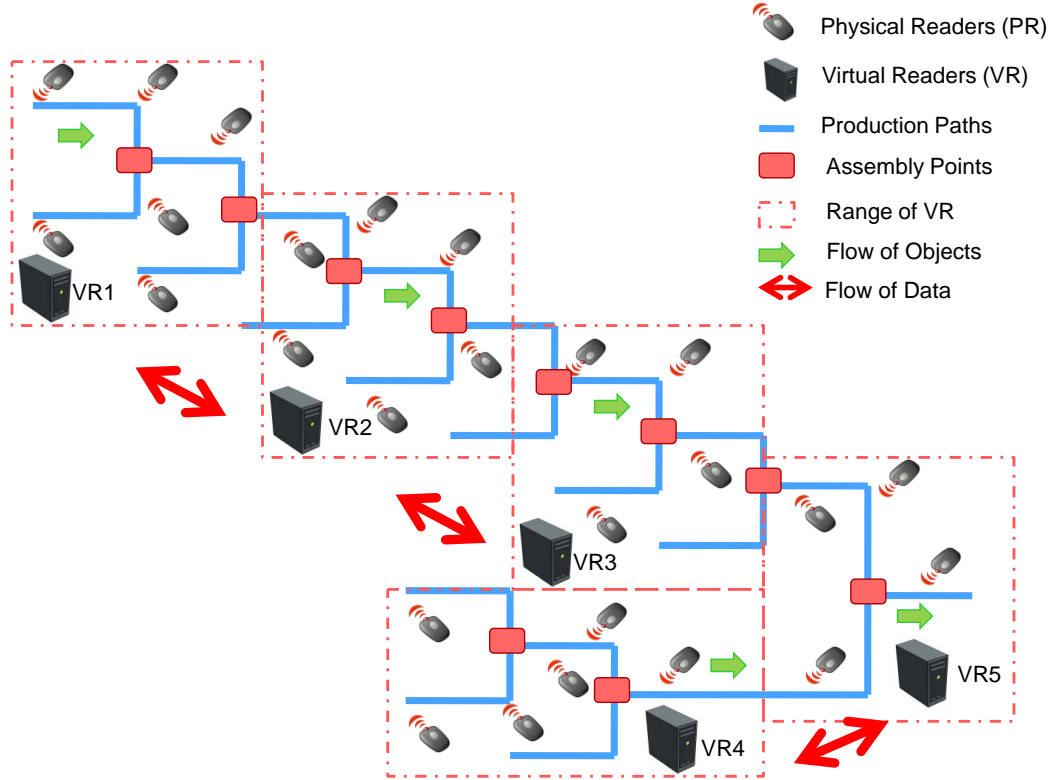 Physical Readers (PR)
Virtual Readers (VR)
Production Paths
Assembly Points
Range of VR
Flow of Objects
Flow of Data
VR1
VR2
VR3
VR4
VR5